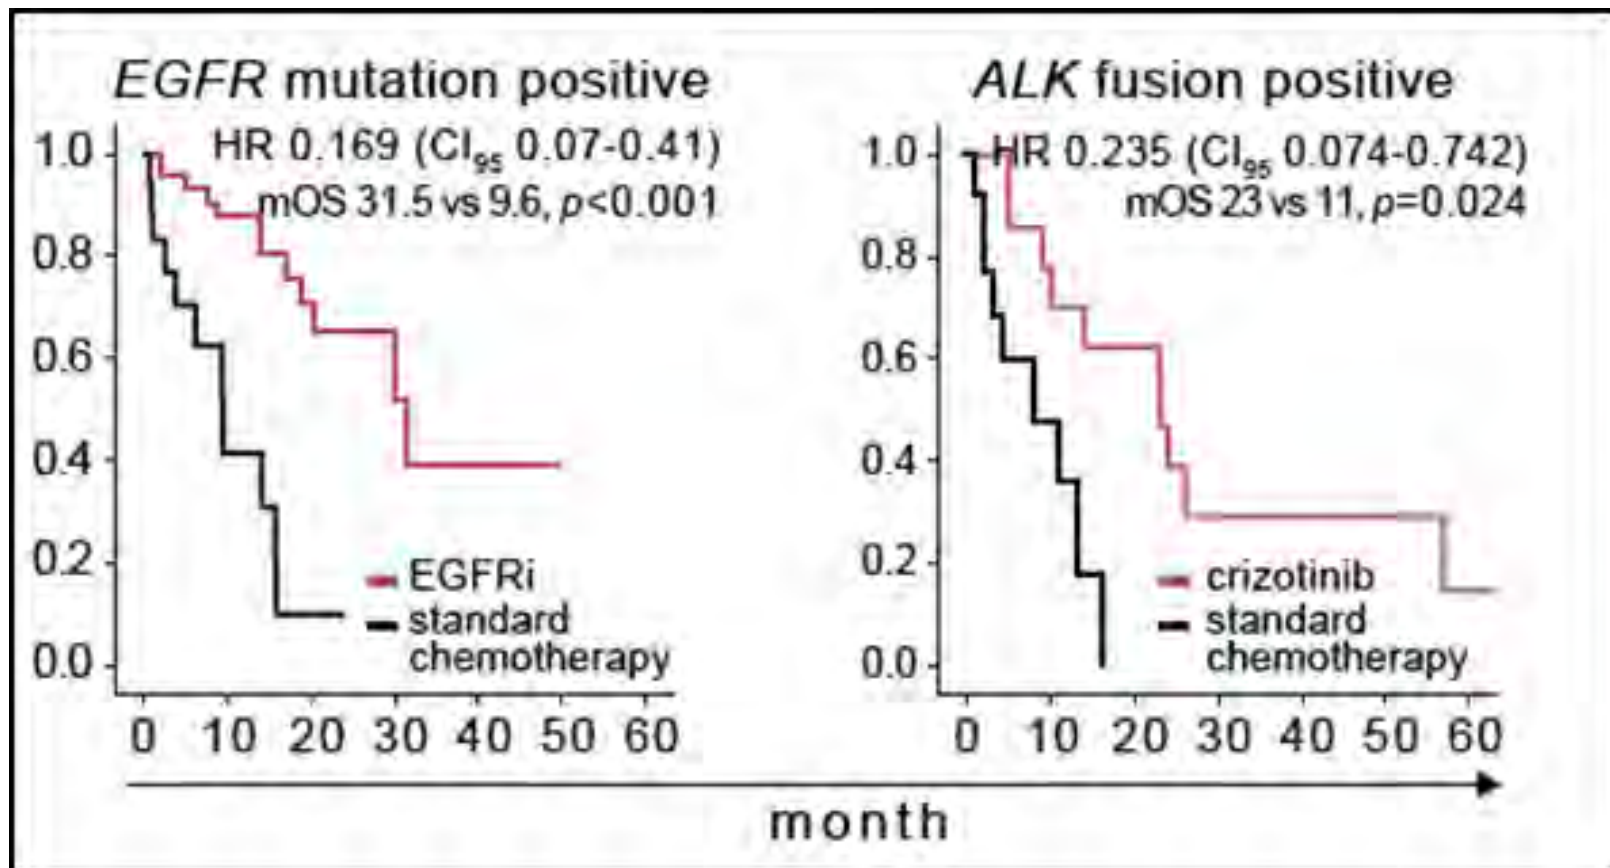 EGFR mutation positive
HR 0.169 (CI95 0.07-0.41)
mOS 31.5 vs 9.6, p<0.001
1.0
0.8
0.6
0.4
0.2
0.0
EGFRi
standard
chemotherapy
0 10 20 30 40 50 60
ALK fusion positive
HR 0.235 (CI95 0.074-0.742)
mOS 23 vs 11, p=0.024
1.0
0.8
0.6
0.4
0.2
0.0
crizotinib
standard
chemotherapy
0 10 20 30 40 50 60
month